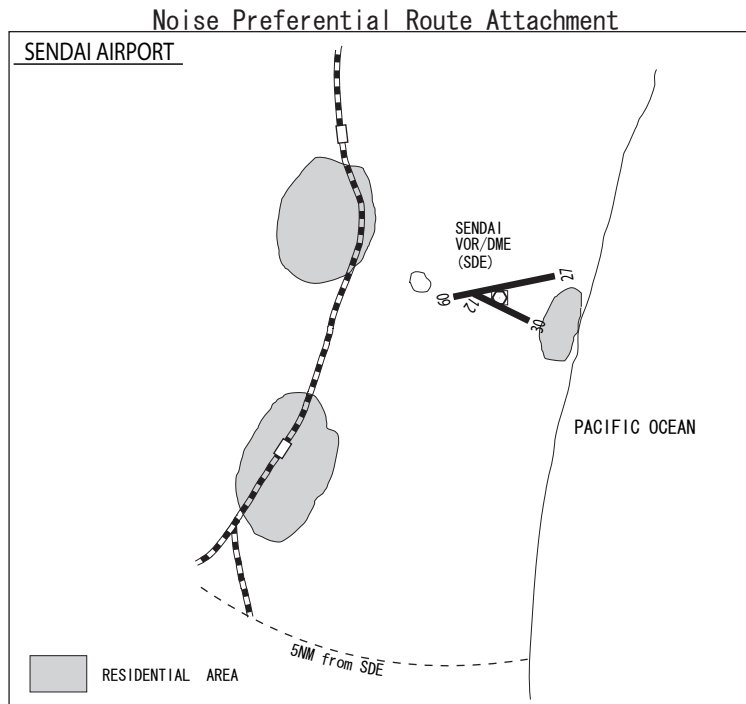 Noise Preferential Route Attachment
SENDAI AIRPORT
SENDAI
VOR/DME
(SDE)
27
09
12
30
PACIFIC OCEAN
5NM from SDE
RESIDENTIAL AREA